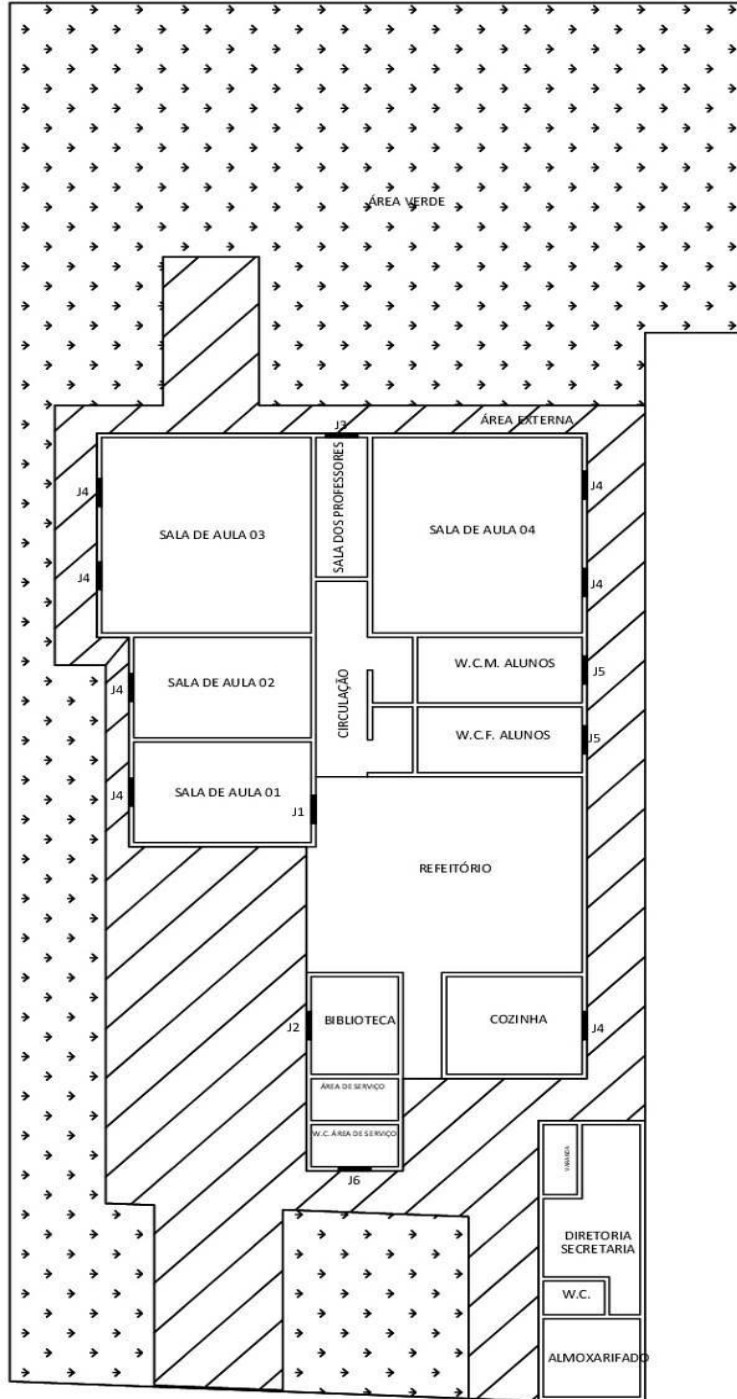 ÁREA VERDE
J3
ÁREA EXTERNA
J4
SALA DOS PROFESSORES
J4
SALA DE AULA 03
SALA DE AULA 04
J4
J4
W.C.M. ALUNOS
J5
SALA DE AULA 02
J4
CIRCULAÇÃO
W.C.F. ALUNOS
J5
SALA DE AULA 01
J4
J1
REFEITÓRIO
BIBLIOTECA
COZINHA
J2
J4
ÁREA DE SERVIÇO
W.C. ÁREA DE SERVIÇO
VARANDA
J6
DIRETORIA
SECRETARIA
W.C.
ALMOXARIFADO